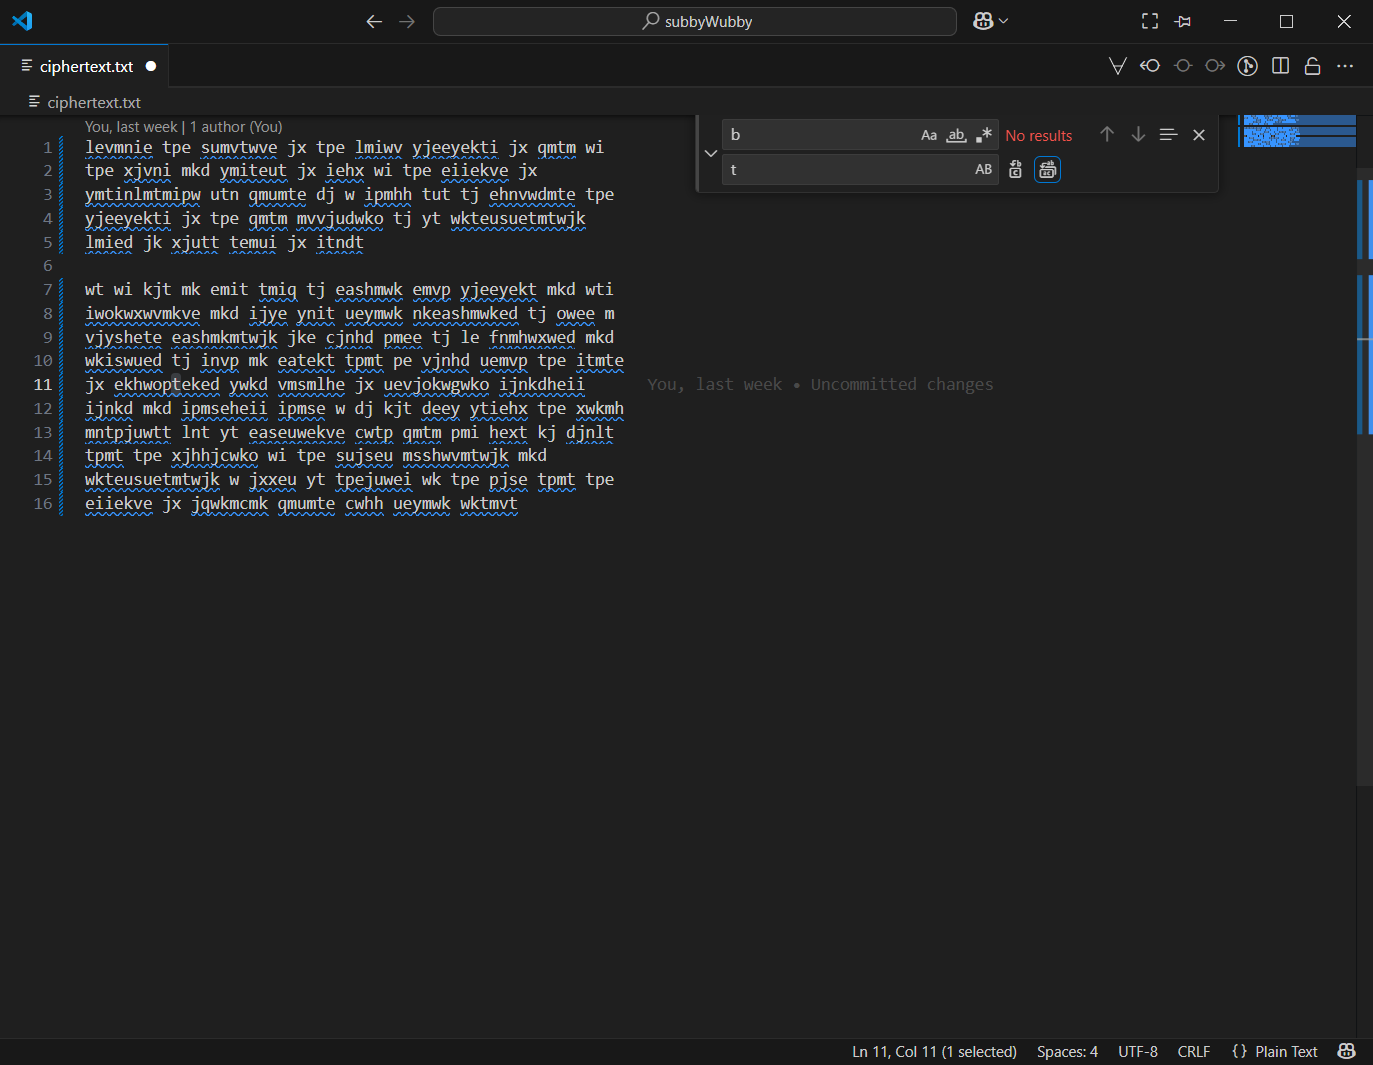 subbyWubby
ciphertext.txt
ciphertext.txt
You, last week | 1 author (You)
b
Aa ab
No results
t
AB
1 levmnie tpe sumvtwve jx tpe lmiwv yjeeyekti jx qmtm wi
2 tpe xjvni mkd ymiteut jx iehx wi tpe eiiekve jx
3 ymtinlmtmipw utn qmumte dj w ipmhh tut tj ehnvwdmte tpe
4 yjeeyekti jx tpe qmtm mvvjudwko tj yt wkteusuetmtwjk
5 lmied jk xjutt temui jx itndt
6
7 wt wi kjt mk emit tmiq tj eashmwk emvp yjeeyekt mkd wti
8 iwokwxwvmkve mkd ijye ynit ueymwk nkeashmwked tj owee m
9 vjyshete eashmkmtwjk jke cjnhd pmee tj le fnmhwxwed mkd
10 wkiswued tj invp mk eatekt tpmt pe vjnhd uemvp tpe itmte
11 jx ekhwopteked ywkd vmsmlhe jx uevjokwgwko ijnkdheii You, last week • Uncommitted changes
12 ijnkd mkd ipmseheii ipmse w dj kjt deey ytiehx tpe xwkmh
13 mntpjuwtt lnt yt easeuwekve cwtp qmtm pmi hext kj djnlt
14 tpmt tpe xjhhjcwko wi tpe sujseu msshwvmtwjk mkd
15 wkteusuetmtwjk w jxxeu yt tpejuwei wk tpe pjse tpmt tpe
16 eiiekve jx jqwkmcmk qmumte cwhh ueymwk wktmvt
Ln 11, Col 11 (1 selected) Spaces: 4 UTF-8 CRLF {} Plain Text